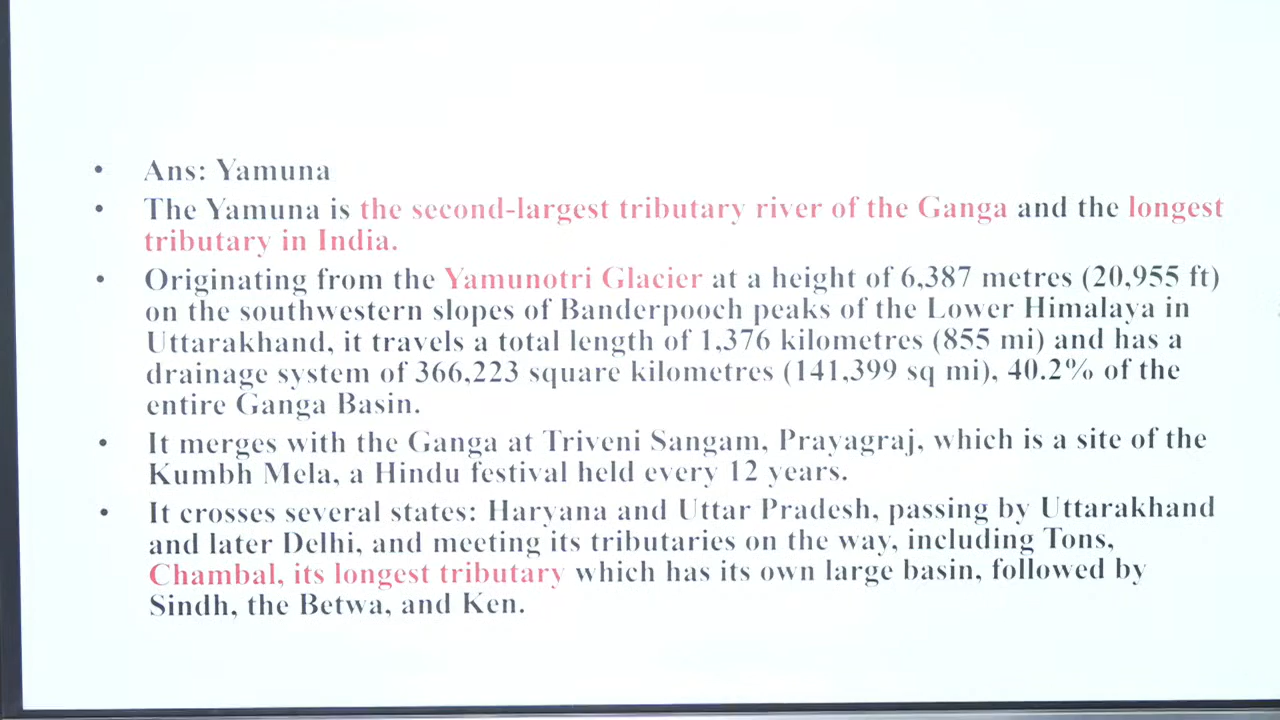 • Ans: Yamuna
• The Yamuna is the second-largest tributary river of the Ganga and the longest
tributary in India.
• Originating from the Yamunotri Glacier at a height of 6,387 metres (20,955 ft)
on the southwestern slopes of Banderpooch peaks of the Lower Himalaya in
Uttarakhand, it travels a total length of 1,376 kilometres (855 mi) and has a
drainage system of 366,223 square kilometres (141,399 sq mi), 40.2% of the
entire Ganga Basin.
• It merges with the Ganga at Triveni Sangam, Prayagraj, which is a site of the
Kumbh Mela, a Hindu festival held every 12 years.
• It crosses several states: Haryana and Uttar Pradesh, passing by Uttarakhand
and later Delhi, and meeting its tributaries on the way, including Tons,
Chambal, its longest tributary which has its own large basin, followed by
Sindh, the Betwa, and Ken.